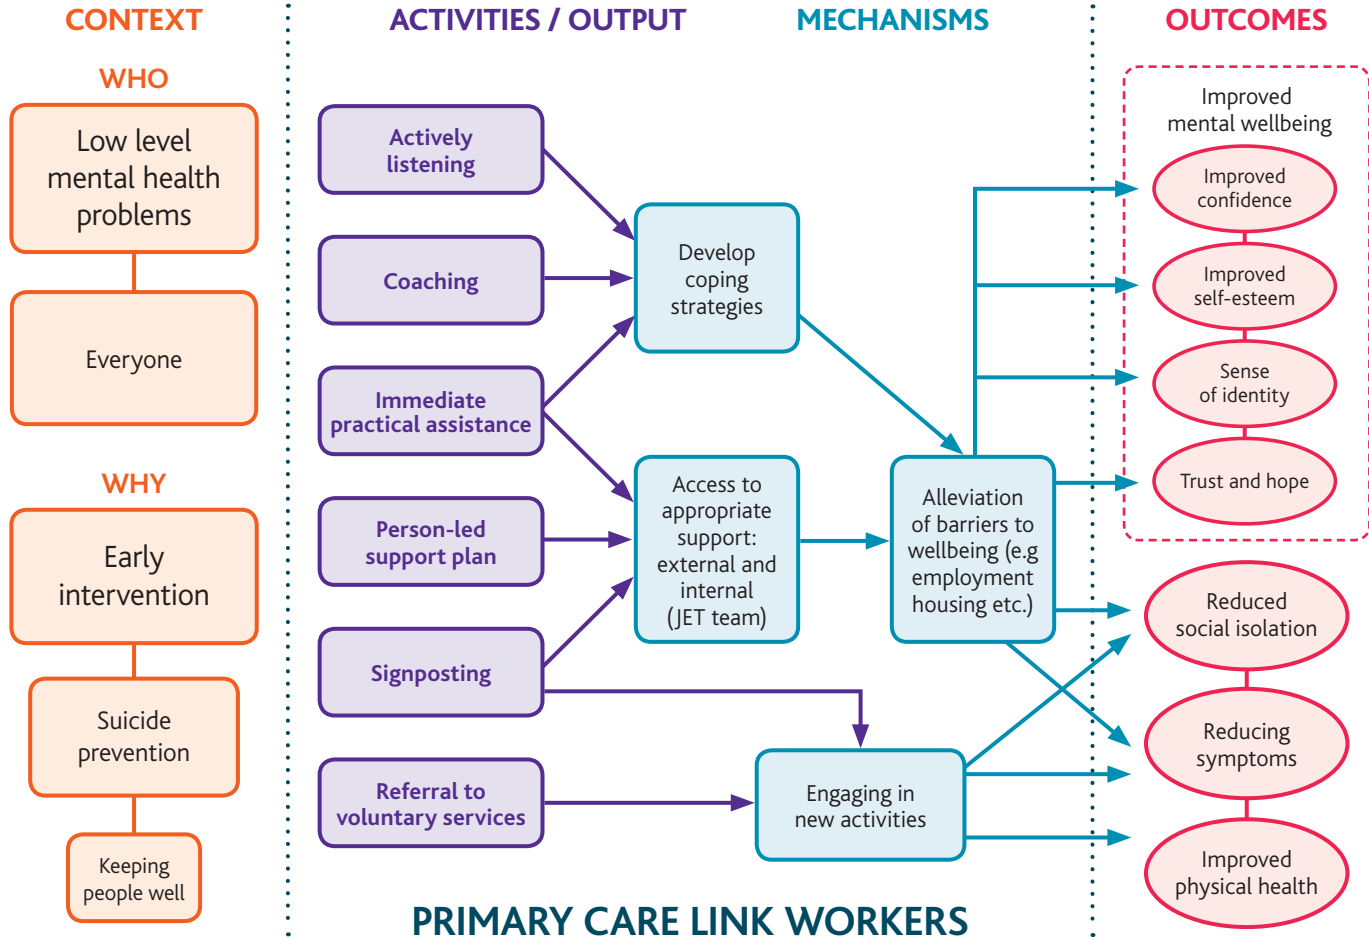 CONTEXT
WHO
Low level
mental health
problems
Everyone
WHY
Early
intervention
Suicide
prevention
Keeping
people well
ACTIVITIES / OUTPUT
Actively
listening
Coaching
Immediate
practical assistance
Person-led
support plan
Signposting
Referral to
voluntary services
MECHANISMS
Develop
coping
strategies
Access to
appropriate
support:
external and
internal
(JET team)
Alleviation
of barriers to
wellbeing (e.g
employment
housing etc.)
Engaging in
new activities
OUTCOMES
Improved
mental wellbeing
Improved
confidence
Improved
self-esteem
Sense
of identity
Trust and hope
Reduced
social isolation
Reducing
symptoms
Improved
physical health
PRIMARY CARE LINK WORKERS